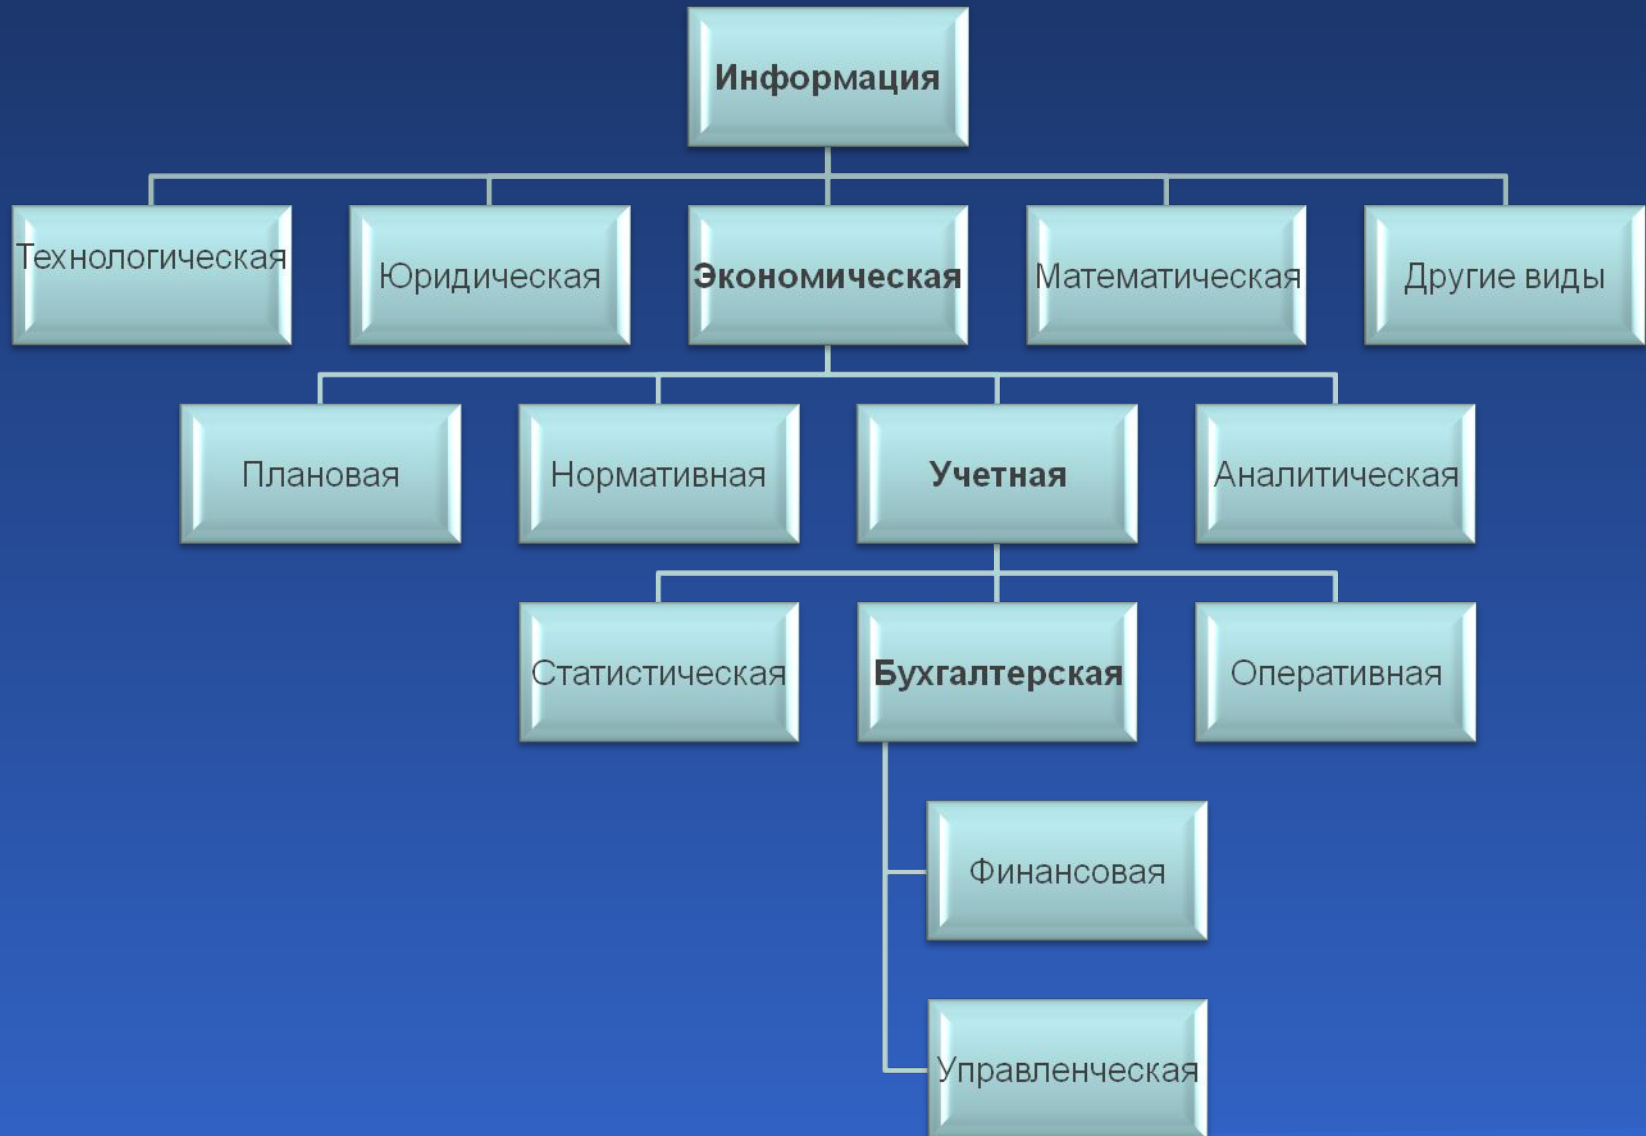 Информация
Технологическая
Юридическая
Экономическая
Математическая
Другие виды
Плановая
Нормативная
Учетная
Аналитическая
Статистическая
Бухгалтерская
Оперативная
Финансовая
Управленческая